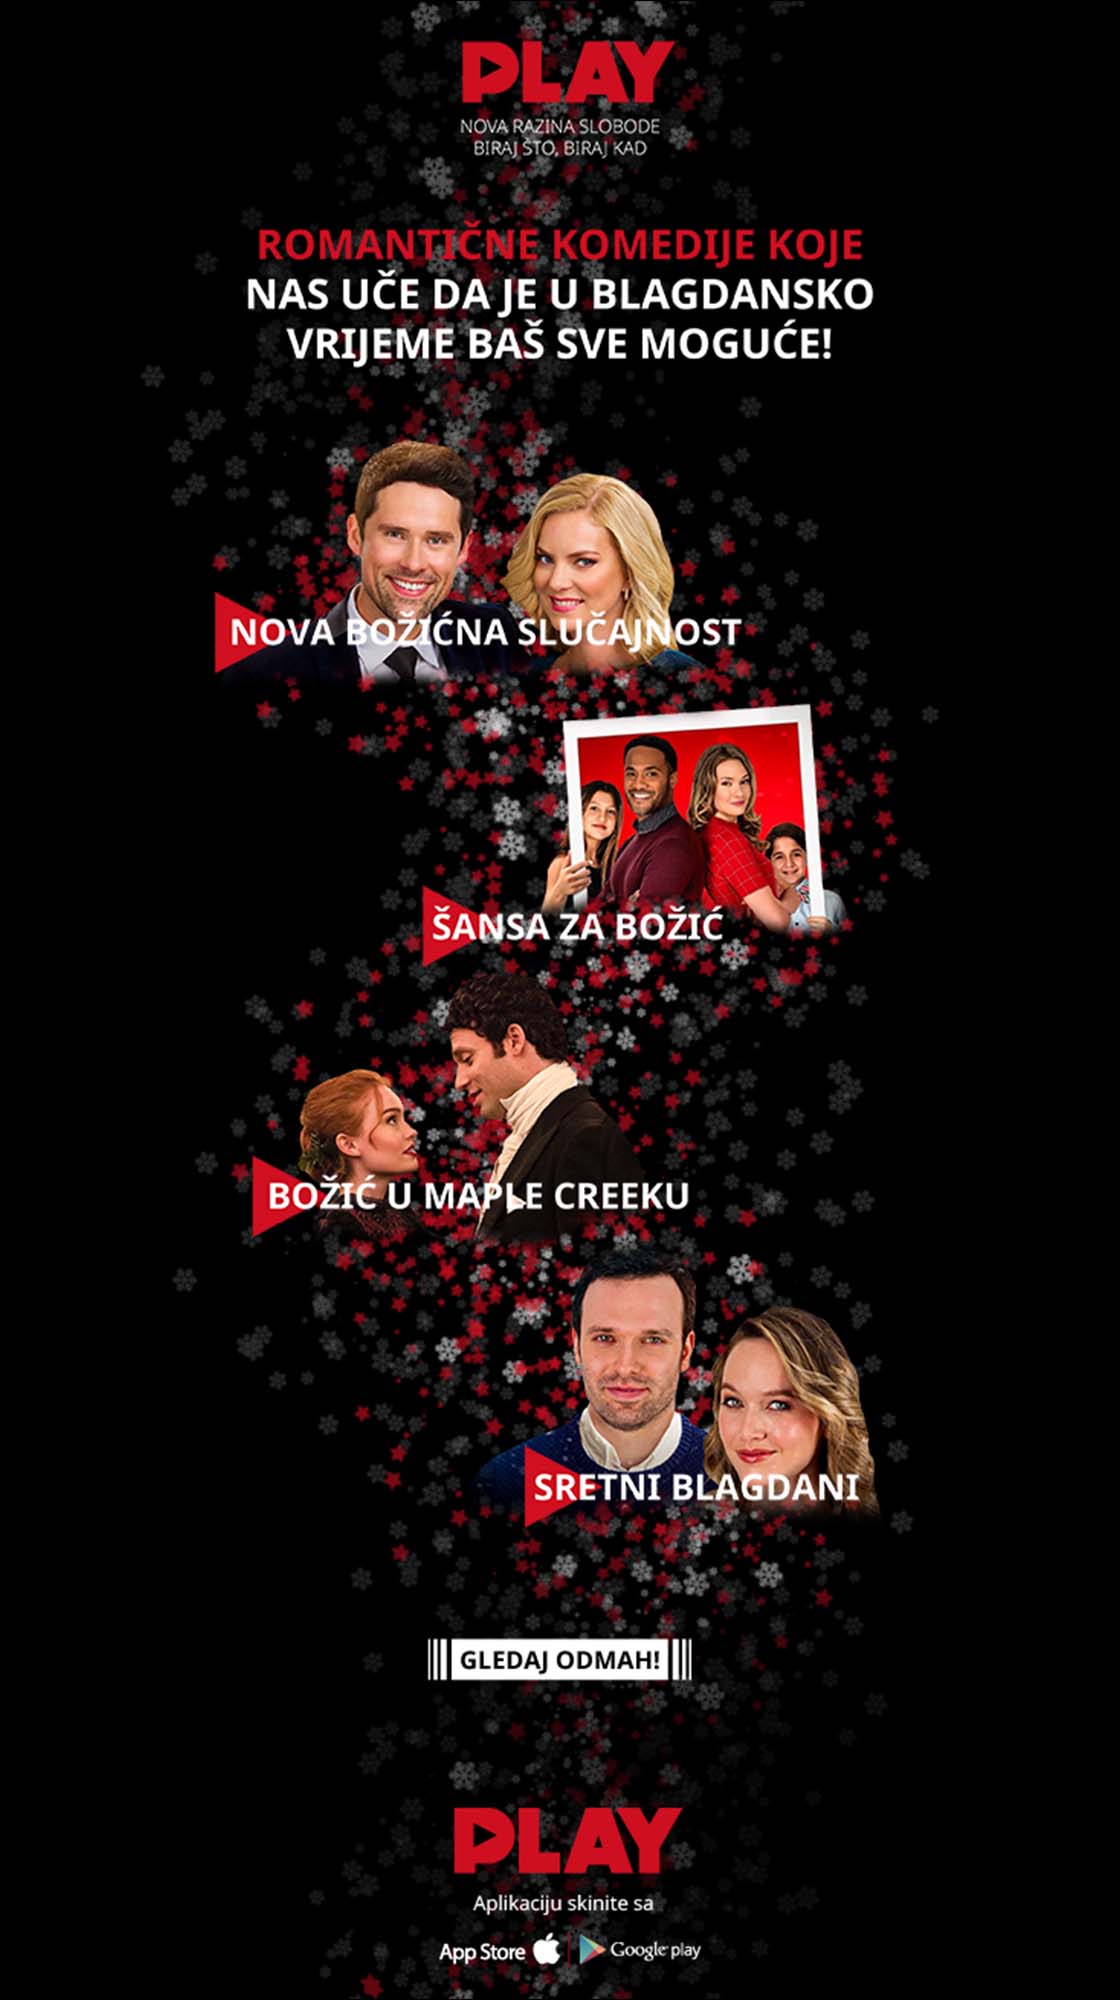 PLAY
NOVA RAZINA SLOBODE
BIRAJ ŠTO, BIRAJ KAD
ROMANTIČNE KOMEDIJE KOJE
NAS UČE DA JE U BLAGDANSKO
VRIJEME BAŠ SVE MOGUĆE!
NOVA BOŽIĆNA SLUČAJNOST
ŠANSA ZA BOŽIĆ
BOŽIĆ U MAPLE CREEKU
SRETNI BLAGDANI
GLEDAJ ODMAH!
PLAY
Aplikaciju skinite sa
App Store Google play